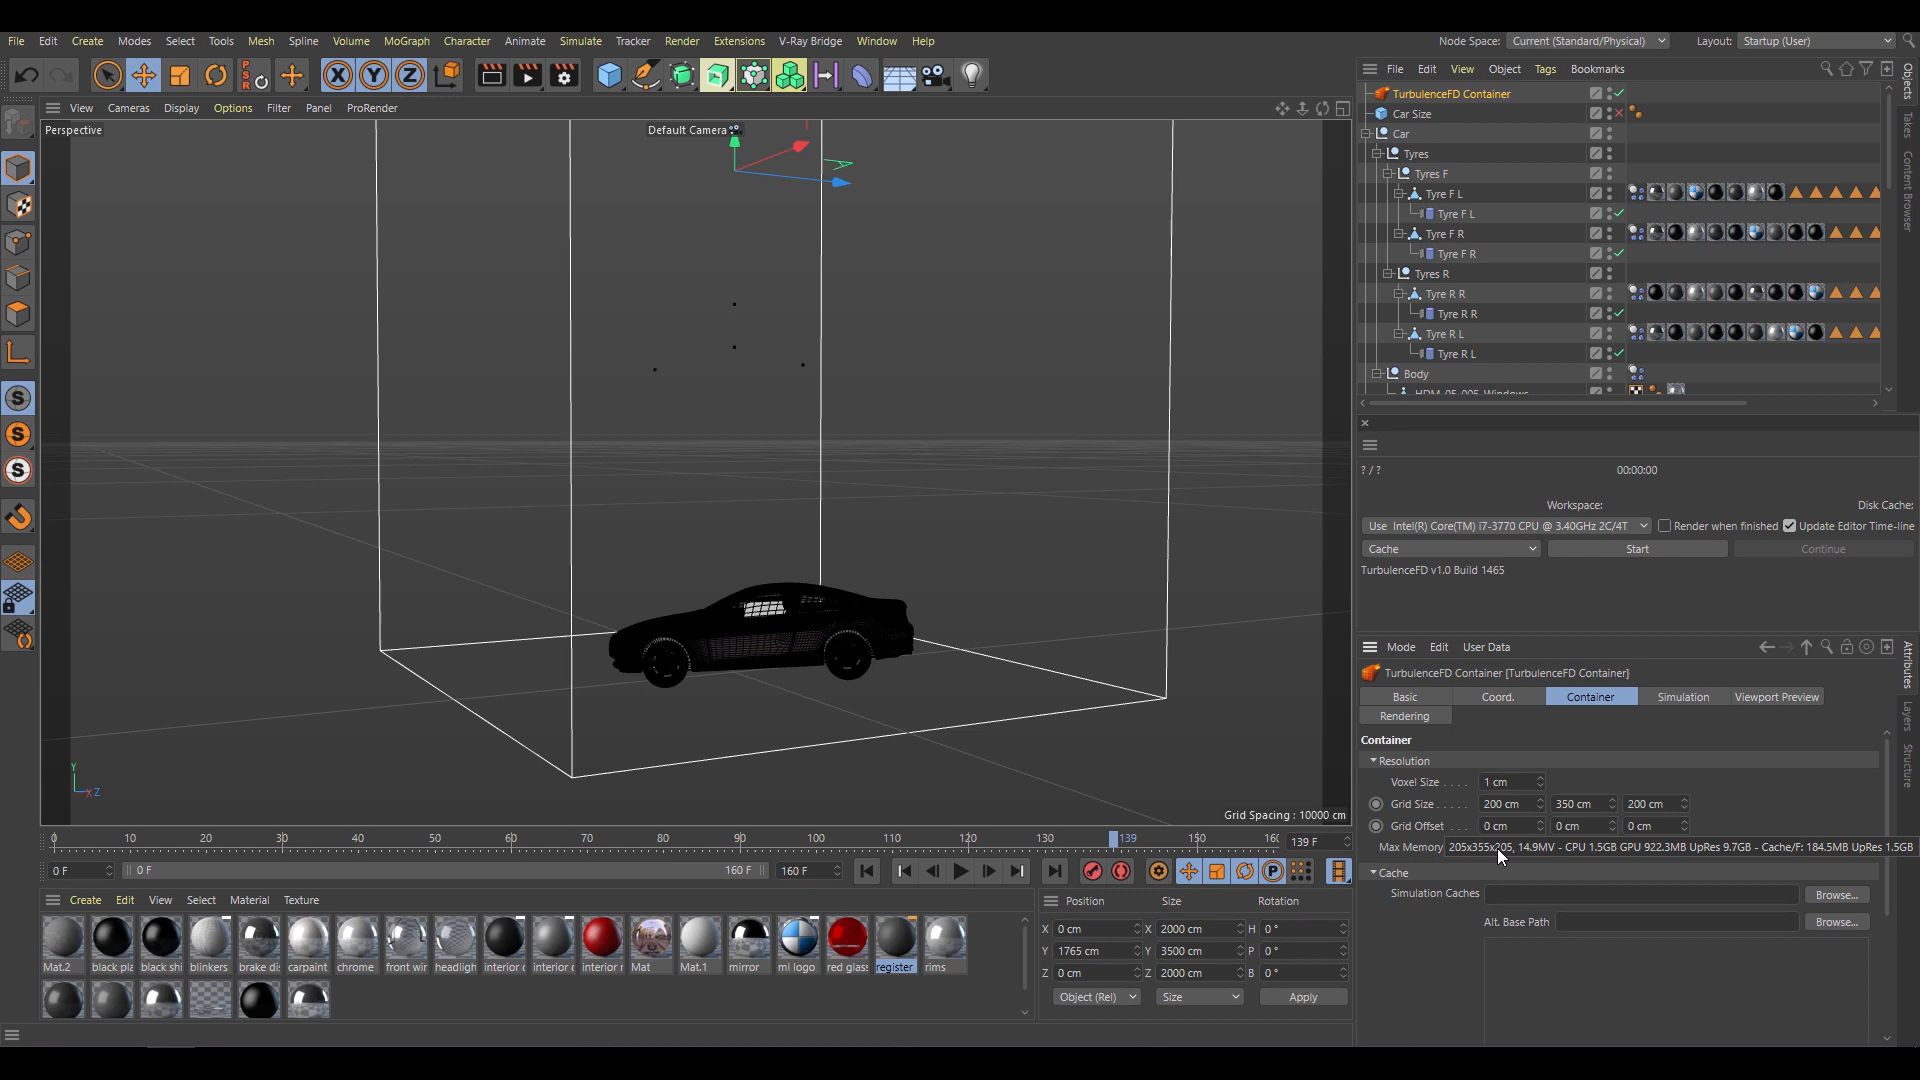 File Edit Create Modes Select Tools Mesh Spline Volume MoGraph Character Animate Simulate Tracker Render Extensions V-Ray Bridge Window Help
Node Space: Current (Standard/Physical) Layout: Startup (User)
File Edit View Object Tags Bookmarks
View Cameras Display Options Filter Panel ProRender
Perspective
Default Camera
TurbulenceFD Container
Car Size
Car
Tyres
Tyres F
Tyre F L
Tyre F L
Tyre F R
Tyre F R
Tyres R
Tyre R R
Tyre R R
Tyre R L
Tyre R L
Body
HDM_05_005_Windows
Objects
Takes
Content Browser
? / ?
00:00:00
Workspace:
Disk Cache:
Use Intel(R) Core(TM) i7-3770 CPU @ 3.40GHz 2C/4T
Render when finished
Update Editor Time-line
Cache
Start
Continue
TurbulenceFD v1.0 Build 1465
Mode Edit User Data
TurbulenceFD Container [TurbulenceFD Container]
Basic Coord. Container Simulation Viewport Preview
Rendering
Container
Resolution
Voxel Size . . . . 1 cm
Grid Size . . . . . 200 cm 350 cm 200 cm
Grid Offset . . . 0 cm 0 cm 0 cm
Max Memory 205x355x205, 14.9MV - CPU 1.5GB GPU 922.3MB UpRes 9.7GB - Cache/F: 184.5MB UpRes 1.5GB
Cache
Simulation Caches Browse...
Alt. Base Path Browse...
Attributes
Layers
Structure
Y
X Z
Grid Spacing : 10000 cm
0 10 20 30 40 50 60 70 80 90 100 110 120 130 139 150 16( 139 F
0 F 0 F 160 F 160 F
Create Edit View Select Material Texture
Mat.2 black pla black shi blinkers brake di carpaint chrome front wir headligh interior interior interior r Mat Mat.1 mirror ml logo red glass register rims
Position Size Rotation
X 0 cm X 2000 cm H 0 °
Y 1765 cm Y 3500 cm P 0 °
Z 0 cm Z 2000 cm B 0 °
Object (Rel) Size Apply